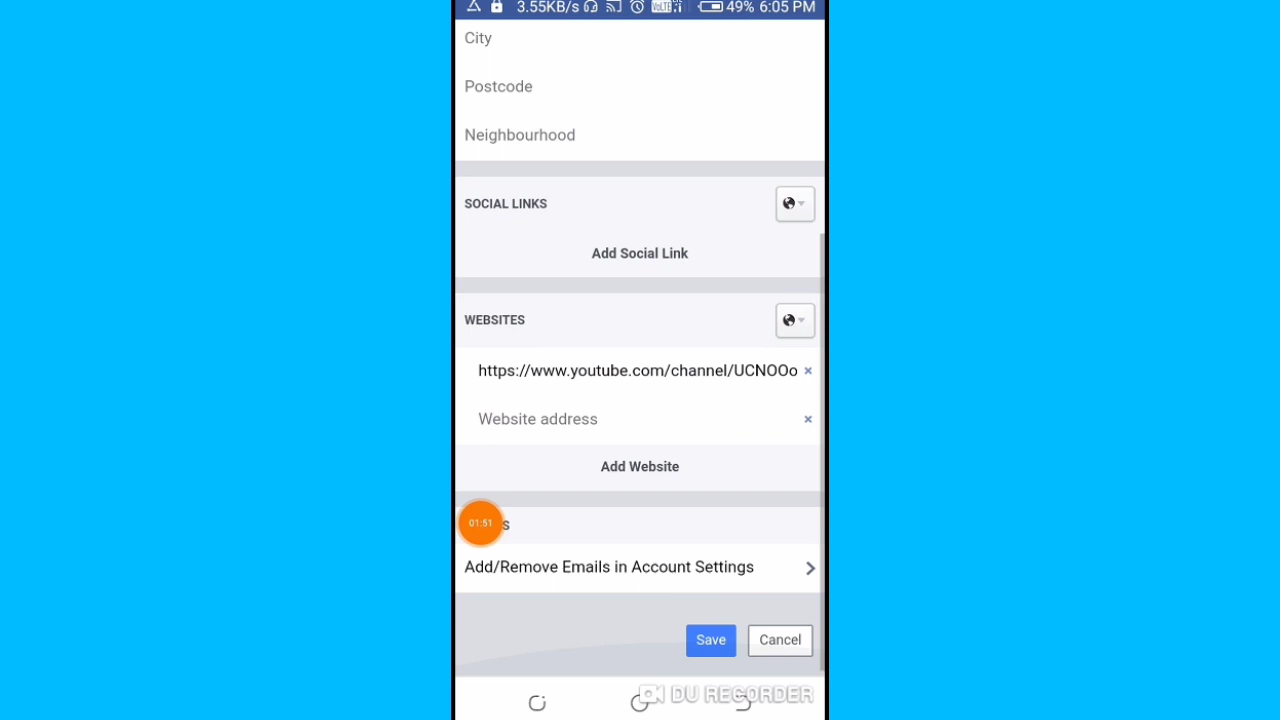 3.55KB/s 49% 6:05 PM
City
Postcode
Neighbourhood
SOCIAL LINKS
Add Social Link
WEBSITES
https://www.youtube.com/channel/UCNOOo
Website address
Add Website
01:51 S
Add/Remove Emails in Account Settings
Save Cancel
DU RECORDER